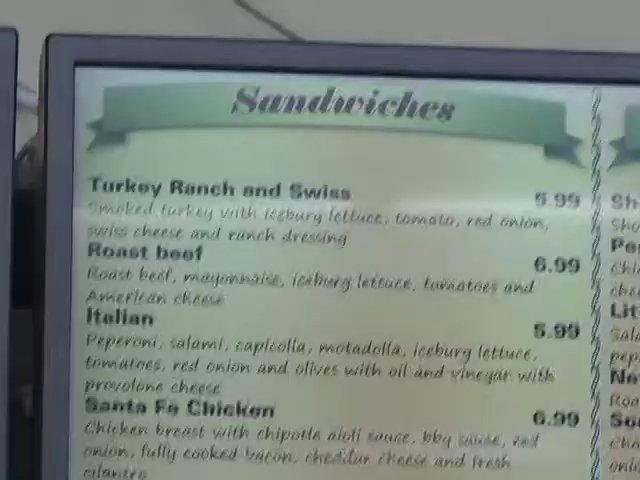 Sandwiches
Turkey Ranch and Swiss 5.99
Smoked turkey with iceburg lettuce, tomato, red onion,
swiss cheese and ranch dressing
Roast beef 6.99
Roast beef, mayonnaise, iceburg lettuce, tomatoes and
American cheese
Italian 5.99
Peperoni, salami, capicolla, motadolla, iceburg lettuce,
tomatoes, red onion and olives with oil and vinegar with
provolone cheese
Santa Fe Chicken 6.99
Chicken breast with chipotle aioli sauce, bbq sauce, red
onion, fully cooked bacon, cheddar cheese and fresh
cilantro